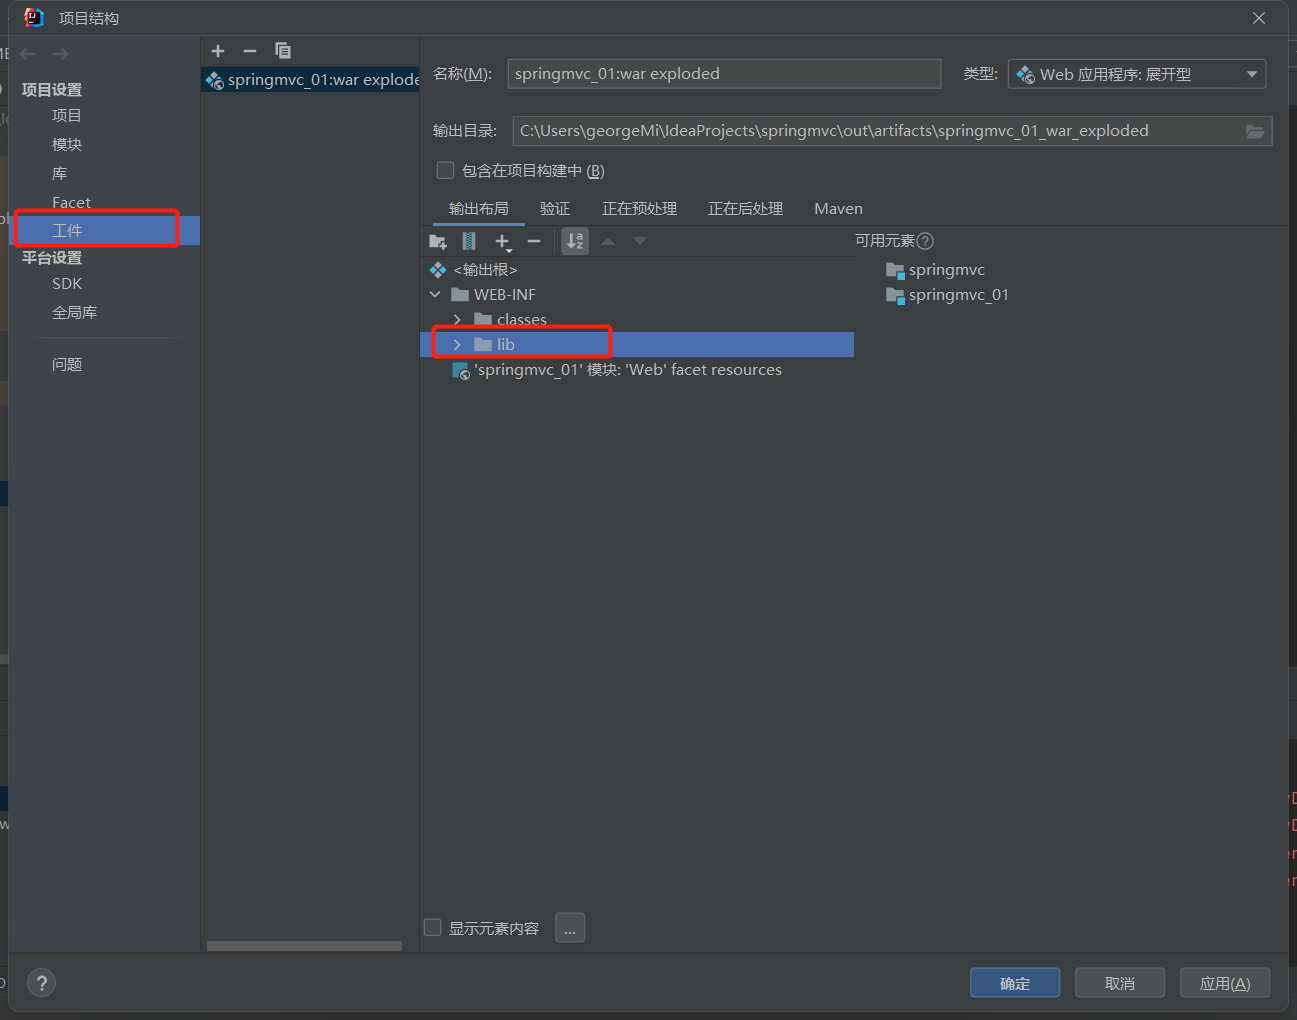 项目结构
项目设置
项目
模块
库
Facet
工件
平台设置
SDK
全局库
问题
springmvc_01:war explode
名称(M): springmvc_01:war exploded
类型: Web 应用程序: 展开型
输出目录: C:\Users\georgeMi\IdeaProjects\springmvc\out\artifacts\springmvc_01_war_exploded
包含在项目构建中 (B)
输出布局 验证 正在预处理 正在后处理 Maven
可用元素?
<输出根>
WEB-INF
classes
lib
'springmvc_01' 模块: 'Web' facet resources
springmvc
springmvc_01
显示元素内容 ...
? 确定 取消 应用(A)